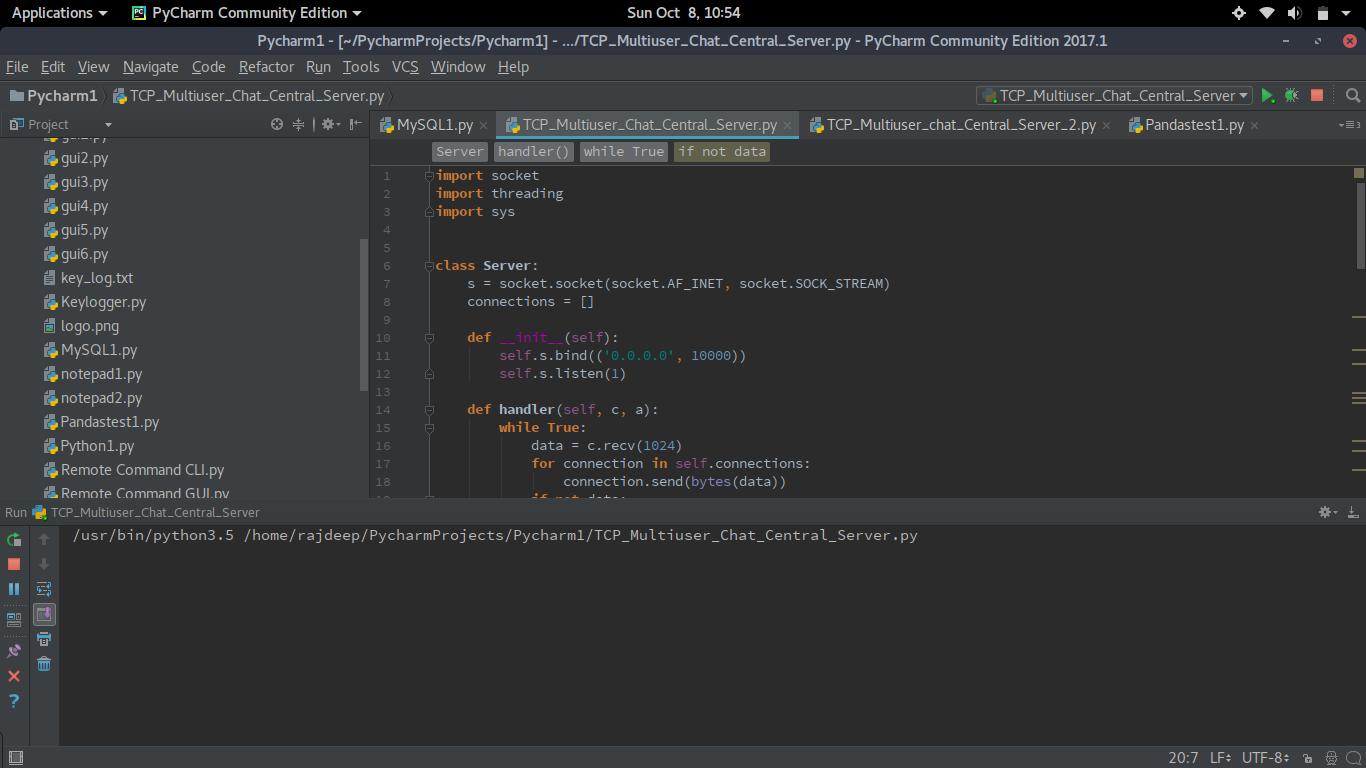 Applications PyCharm Community Edition Sun Oct 8, 10:54
Pycharm1 - [~/PycharmProjects/Pycharm1] - .../TCP_Multiuser_Chat_Central_Server.py - PyCharm Community Edition 2017.1
File Edit View Navigate Code Refactor Run Tools VCS Window Help
Pycharm1 TCP_Multiuser_Chat_Central_Server.py TCP_Multiuser_Chat_Central_Server
Project
gui2.py
gui3.py
gui4.py
gui5.py
gui6.py
key_log.txt
Keylogger.py
logo.png
MySQL1.py
notepad1.py
notepad2.py
Pandastest1.py
Python1.py
Remote Command CLI.py
Remote Command GUI.py
MySQL1.py TCP_Multiuser_Chat_Central_Server.py TCP_Multiuser_chat_Central_Server_2.py Pandastest1.py
Server handler() while True if not data
1 import socket
2 import threading
3 import sys
4
5
6 class Server:
7 s = socket.socket(socket.AF_INET, socket.SOCK_STREAM)
8 connections = []
9
10 def __init__(self):
11 self.s.bind(('0.0.0.0', 10000))
12 self.s.listen(1)
13
14 def handler(self, c, a):
15 while True:
16 data = c.recv(1024)
17 for connection in self.connections:
18 connection.send(bytes(data))
if not data:
Run TCP_Multiuser_Chat_Central_Server
/usr/bin/python3.5 /home/rajdeep/PycharmProjects/Pycharm1/TCP_Multiuser_Chat_Central_Server.py
20:7 LF UTF-8